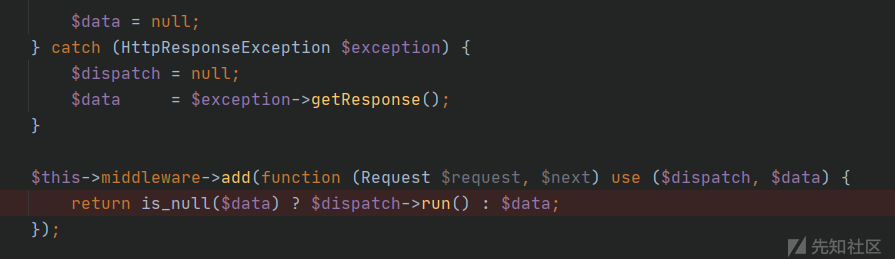 $data = null;
} catch (HttpResponseException $exception) {
$dispatch = null;
$data     = $exception->getResponse();
}
$this->middleware->add(function (Request $request, $next) use ($dispatch, $data) {
return is_null($data) ? $dispatch->run() : $data;
});
先知社区